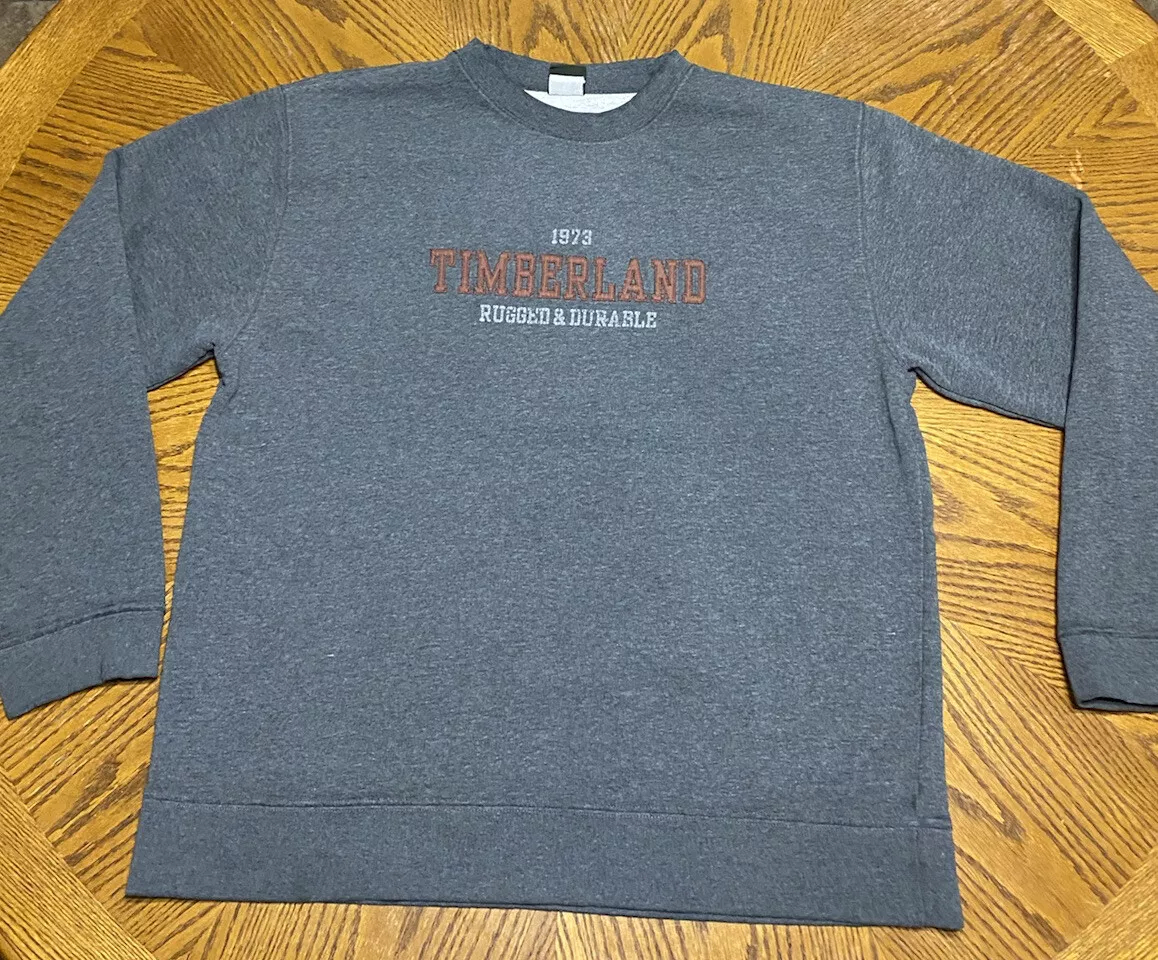 1973
TIMBERLAND
RUGGED & DURABLE